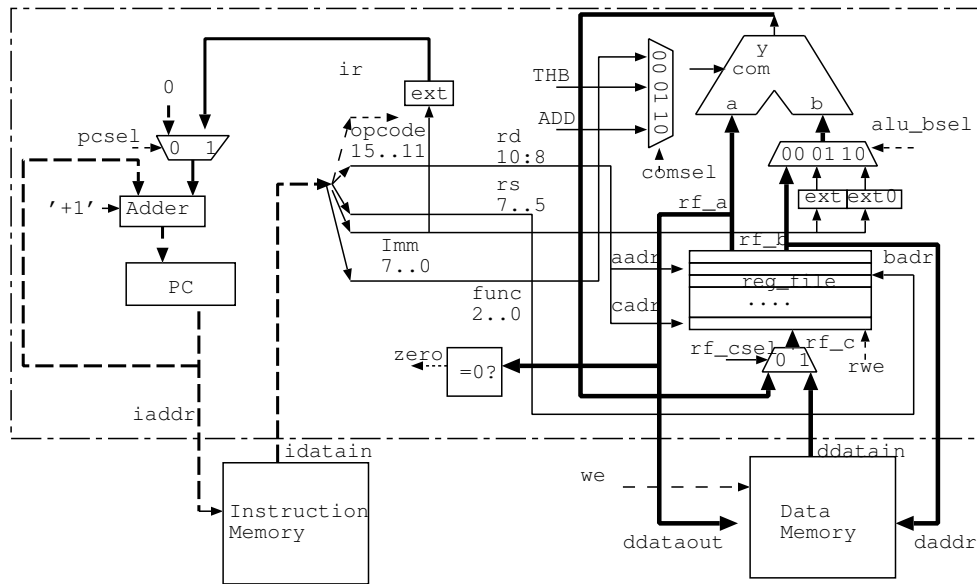 y
ir
com
THB
ext
0
ADD
a
b
opcode
15..11
rd
10:8
pcsel
0 1
00 01 10
alu_bsel
00 01 10
comsel
rs
7..5
'+1'
Adder
rf_a
ext
ext0
Imm
7..0
rf_b
aadr
badr
PC
reg_file
func
2..0
cadr
....
zero
=0?
rf_csel
rf_c
0 1
rwe
iaddr
idatain
ddatain
we
Instruction
Memory
Data
Memory
ddataout
daddr